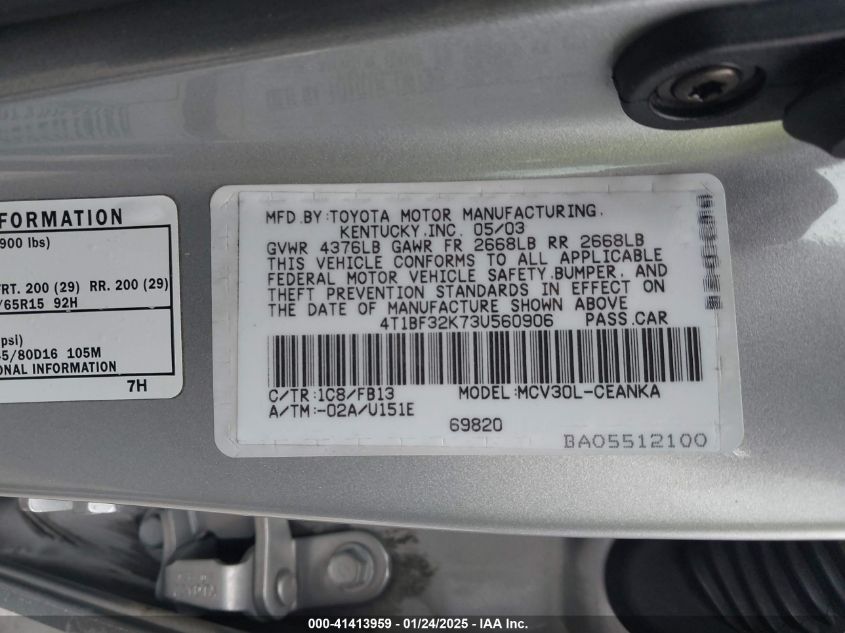 FORMATION
900 lbs)
FRT. 200 (29) RR. 200 (29)
/65R15 92H
psi)
5/80D16 105M
ONAL INFORMATION
7H
MFD.BY:TOYOTA MOTOR MANUFACTURING.
KENTUCKY.INC. 05/03
GVWR 4376LB GAWR FR 2668LB RR 2668LB
THIS VEHICLE CONFORMS TO ALL APPLICABLE
FEDERAL MOTOR VEHICLE SAFETY.BUMPER. AND
THEFT PREVENTION STANDARDS IN EFFECT ON
THE DATE OF MANUFACTURE SHOWN ABOVE
4T1BF32K73U560906 PASS.CAR
C/TR:1C8/FB13 MODEL:MCV30L-CEANKA
A/TM:-02A/U151E
69820
BA05512100
000-41413959 - 01/24/2025 - IAA Inc.